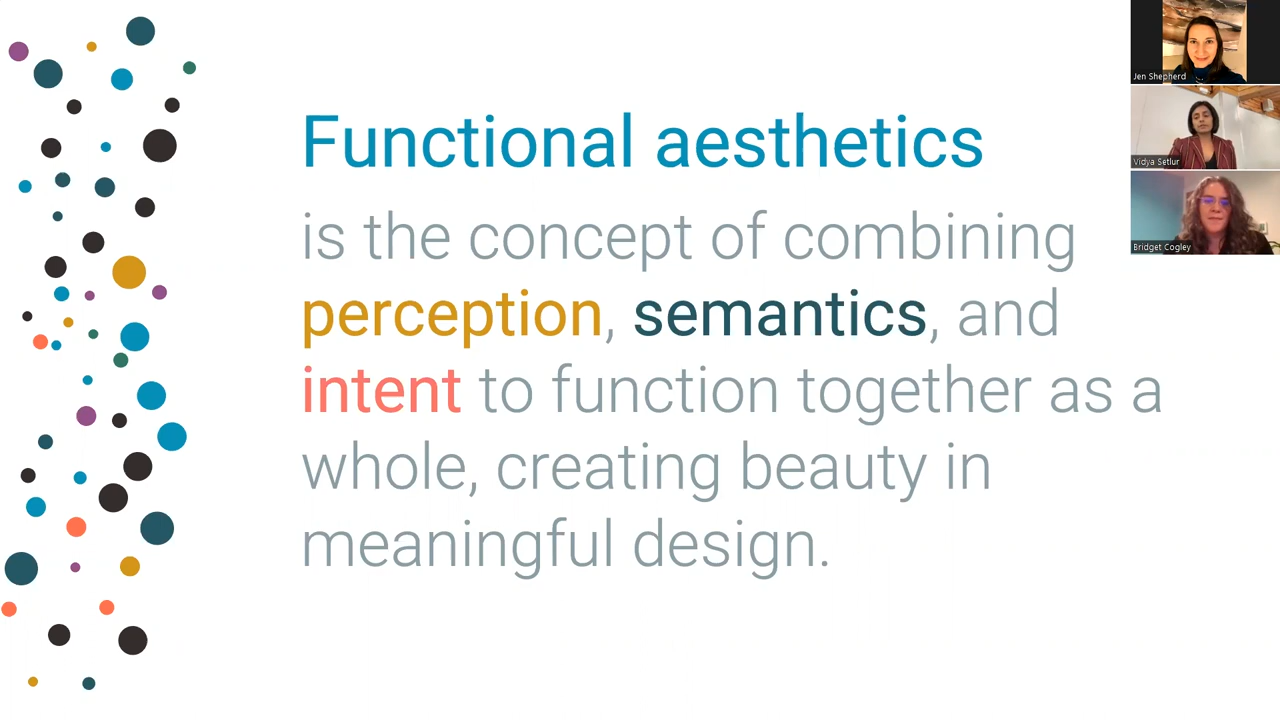 Functional aesthetics
is the concept of combining
perception, semantics, and
intent to function together as a
whole, creating beauty in
meaningful design.
Jen Shepherd
Vidya Setlur
Bridget Cogley